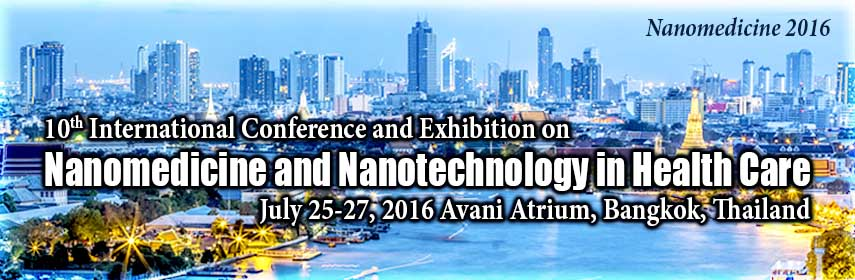 Nanomedicine 2016
10th International Conference and Exhibition on
Nanomedicine and Nanotechnology in Health Care
July 25-27, 2016 Avani Atrium, Bangkok, Thailand